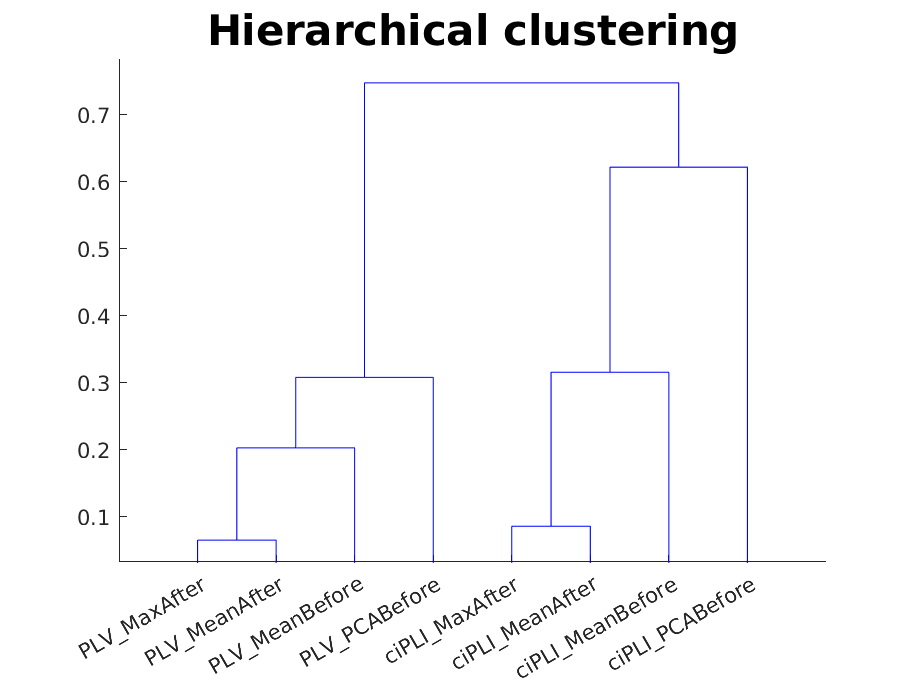 Hierarchical clustering
0.7
0.6
0.5
0.4
0.3
0.2
0.1
PLV_MaxAfter
PLV_MeanAfter
PLV_MeanBefore
PLV_PCABefore
ciPLI_MaxAfter
ciPLI_MeanAfter
ciPLI_MeanBefore
ciPLI_PCABefore